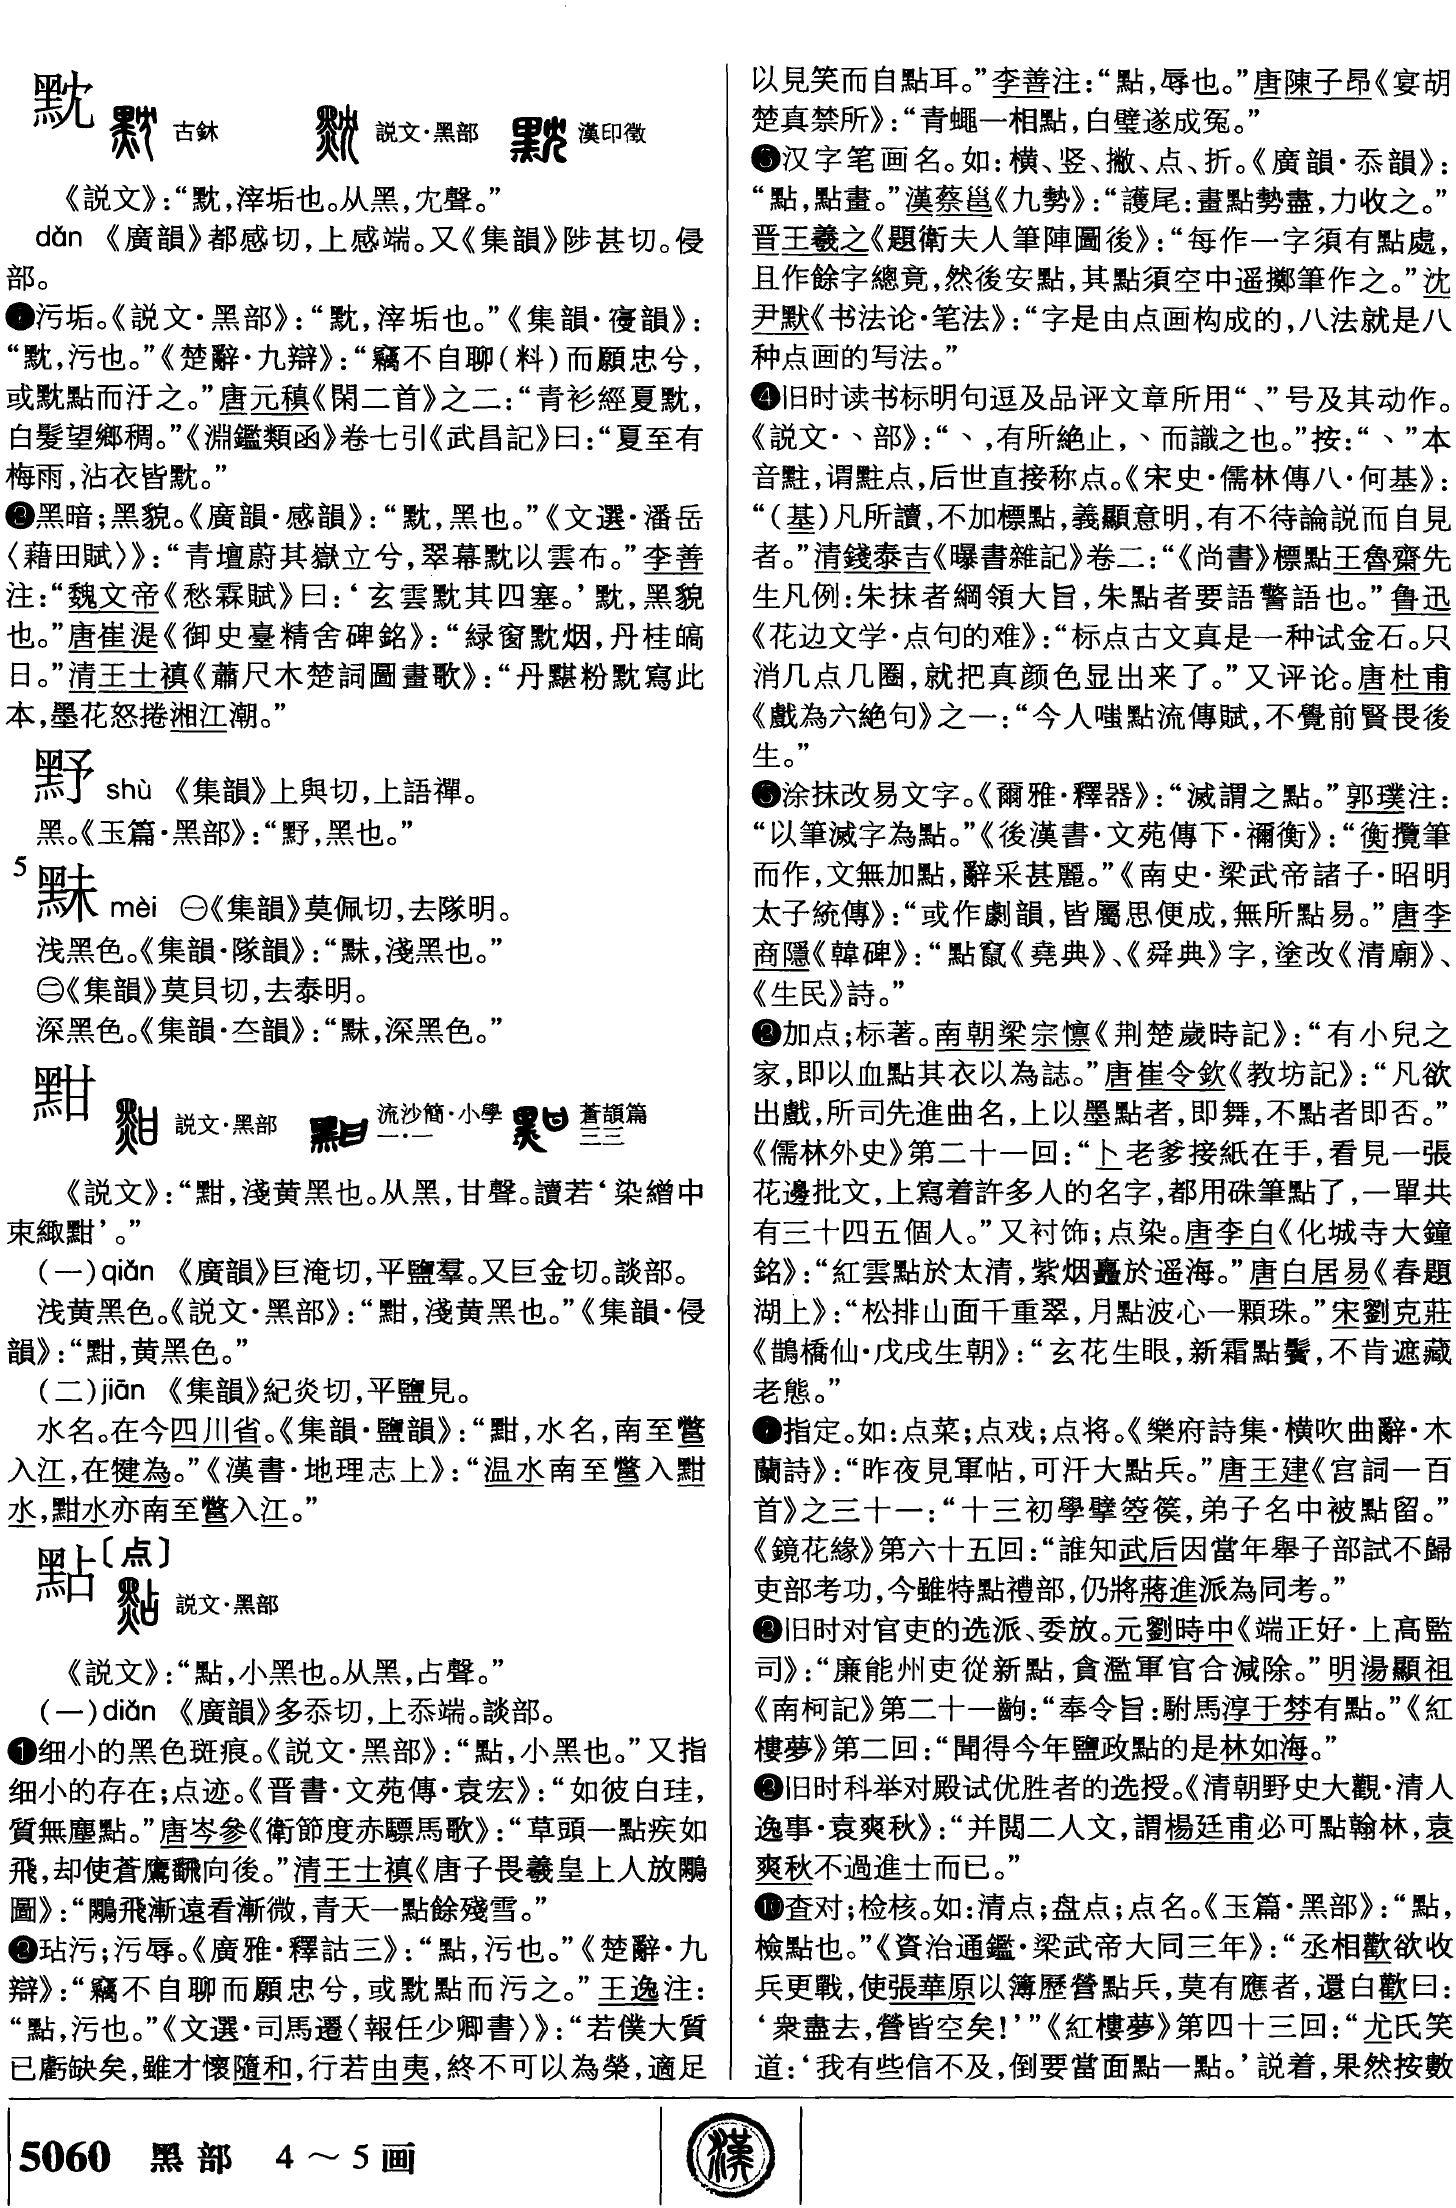 黕 古鉥 説文·黑部 漢印徵
《説文》：“黕，滓垢也。从黑，冘聲。”
dǎn 《廣韻》都感切，上感端。又《集韻》陟甚切。侵
部。
❶污垢。《説文·黑部》：“黕，滓垢也。”《集韻·𡪢韻》：
“黕，污也。”《楚辭·九辯》：“竊不自聊（料）而願忠兮，
或黕點而汙之。”唐元稹《閑二首》之二：“青衫經夏黕，
白髮望鄉稠。”《淵鑑類函》卷七引《武昌記》曰：“夏至有
梅雨，沾衣皆黕。”
❷黑暗；黑貌。《廣韻·感韻》：“黕，黑也。”《文選·潘岳
〈藉田賦〉》：“青壇蔚其嶽立兮，翠幕黕以雲布。”李善
注：“魏文帝《愁霖賦》曰：‘玄雲黕其四塞。’黕，黑貌
也。”唐崔湜《御史臺精舍碑銘》：“緑窗黕烟，丹桂皜
日。”清王士禛《蕭尺木楚詞圖畫歌》：“丹黮粉黕寫此
本，墨花怒捲湘江潮。”
𪐣 shù 《集韻》上與切，上語禪。
黑。《玉篇·黑部》：“𪐣，黑也。”
5
黣 mèi ㊀《集韻》莫佩切，去隊明。
浅黑色。《集韻·隊韻》：“，淺黑也。”
㊁《集韻》莫貝切，去泰明。
深黑色。《集韻·夳韻》：“，深黑色。”
黚 説文·黑部 流沙簡·小學 蒼頡篇
一·一 三三
《説文》：“黚，淺黄黑也。从黑，甘聲。讀若‘染繒中
束緅黚’。”
（一）qián 《廣韻》巨淹切，平鹽羣。又巨金切。談部。
浅黄黑色。《説文·黑部》：“黚，淺黄黑也。”《集韻·侵
韻》：“黚，黄黑色。”
（二）jiān 《集韻》紀炎切，平鹽見。
水名。在今四川省。《集韻·鹽韻》：“黚，水名，南至鷩
入江，在犍為。”《漢書·地理志上》：“温水南至鷩入黚
水，黚水亦南至鷩入江。”
點〔点〕
説文·黑部
《説文》：“點，小黑也。从黑，占聲。”
（一）diǎn 《廣韻》多忝切，上忝端。談部。
❶细小的黑色斑痕。《説文·黑部》：“點，小黑也。”又指
细小的存在；点迹。《晋書·文苑傳·袁宏》：“如彼白珪，
質無塵點。”唐岑參《衛節度赤驃馬歌》：“草頭一點疾如
飛，却使蒼鷹翻向後。”清王士禛《唐子畏羲皇上人放鷳
圖》：“鷳飛漸遠看漸微，青天一點餘殘雪。”
❷玷污；污辱。《廣雅·釋詁三》：“點，污也。”《楚辭·九
辯》：“竊不自聊而願忠兮，或黕點而污之。”王逸注：
“點，污也。”《文選·司馬遷〈報任少卿書〉》：“若僕大質
已虧缺矣，雖才懷隨和，行若由夷，終不可以為榮，適足
以見笑而自點耳。”李善注：“點，辱也。”唐陳子昂《宴胡
楚真禁所》：“青蠅一相點，白璧遂成冤。”
❸汉字笔画名。如：横、竖、撇、点、折。《廣韻·忝韻》：
“點，點畫。”漢蔡邕《九勢》：“護尾：畫點勢盡，力收之。”
晋王羲之《題衛夫人筆陣圖後》：“每作一字須有點處，
且作餘字總竟，然後安點，其點須空中遥擲筆作之。”沈
尹默《书法论·笔法》：“字是由点画构成的，八法就是八
种点画的写法。”
❹旧时读书标明句逗及品评文章所用“、”号及其动作。
《説文·丶部》：“丶，有所絶止，丶而識之也。”按：“丶”本
音黈，谓黈点，后世直接称点。《宋史·儒林傳八·何基》：
“（基）凡所讀，不加標點，義顯意明，有不待論説而自見
者。”清錢泰吉《曝書雜記》卷二：“《尚書》標點王魯齋先
生凡例：朱抹者綱領大旨，朱點者要語警語也。”鲁迅
《花边文学·点句的难》：“标点古文真是一种试金石。只
消几点几圈，就把真颜色显出来了。”又评论。唐杜甫
《戲為六絶句》之一：“今人嗤點流傳賦，不覺前賢畏後
生。”
❺涂抹改易文字。《爾雅·釋器》：“滅謂之點。”郭璞注：
“以筆滅字為點。”《後漢書·文苑傳下·禰衡》：“衡攬筆
而作，文無加點，辭采甚麗。”《南史·梁武帝諸子·昭明
太子統傳》：“或作劇韻，皆屬思便成，無所點易。”唐李
商隱《韓碑》：“點竄《堯典》、《舜典》字，塗改《清廟》、
《生民》詩。”
❻加点；标著。南朝梁宗懔《荆楚歲時記》：“有小兒之
家，即以血點其衣以為誌。”唐崔令欽《教坊記》：“凡欲
出戲，所司先進曲名，上以墨點者，即舞，不點者即否。”
《儒林外史》第二十一回：“卜老爹接紙在手，看見一張
花邊批文，上寫着許多人的名字，都用硃筆點了，一單共
有三十四五個人。”又衬饰；点染。唐李白《化城寺大鐘
銘》：“紅雲點於太清，紫烟矗於遥海。”唐白居易《春題
湖上》：“松排山面千重翠，月點波心一顆珠。”宋劉克莊
《鵲橋仙·戊戌生朝》：“玄花生眼，新霜點鬢，不肯遮藏
老態。”
❼指定。如：点菜；点戏；点将。《樂府詩集·横吹曲辭·木
蘭詩》：“昨夜見軍帖，可汗大點兵。”唐王建《宫詞一百
首》之三十一：“十三初學擘箜篌，弟子名中被點留。”
《鏡花緣》第六十五回：“誰知武后因當年舉子部試不歸
吏部考功，今雖特點禮部，仍將蔣進派為同考。”
❽旧时对官吏的选派、委放。元劉時中《端正好·上高監
司》：“廉能州吏從新點，貪濫軍官合減除。”明湯顯祖
《南柯記》第二十一齣：“奉令旨：駙馬淳于棼有點。”《紅
樓夢》第二回：“聞得今年鹽政點的是林如海。”
❾旧时科举对殿试优胜者的选授。《清朝野史大觀·清人
逸事·袁爽秋》：“并閲二人文，謂楊廷甫必可點翰林，袁
爽秋不過進士而已。”
❿查对；检核。如：清点；盘点；点名。《玉篇·黑部》：“點，
檢點也。”《資治通鑑·梁武帝大同三年》：“丞相歡欲收
兵更戰，使張華原以簿歷營點兵，莫有應者，還白歡曰：
‘衆盡去，營皆空矣！’”《紅樓夢》第四十三回：“尤氏笑
道：‘我有些信不及，倒要當面點一點。’説着，果然按數
5060 黑部 4～5画 漢